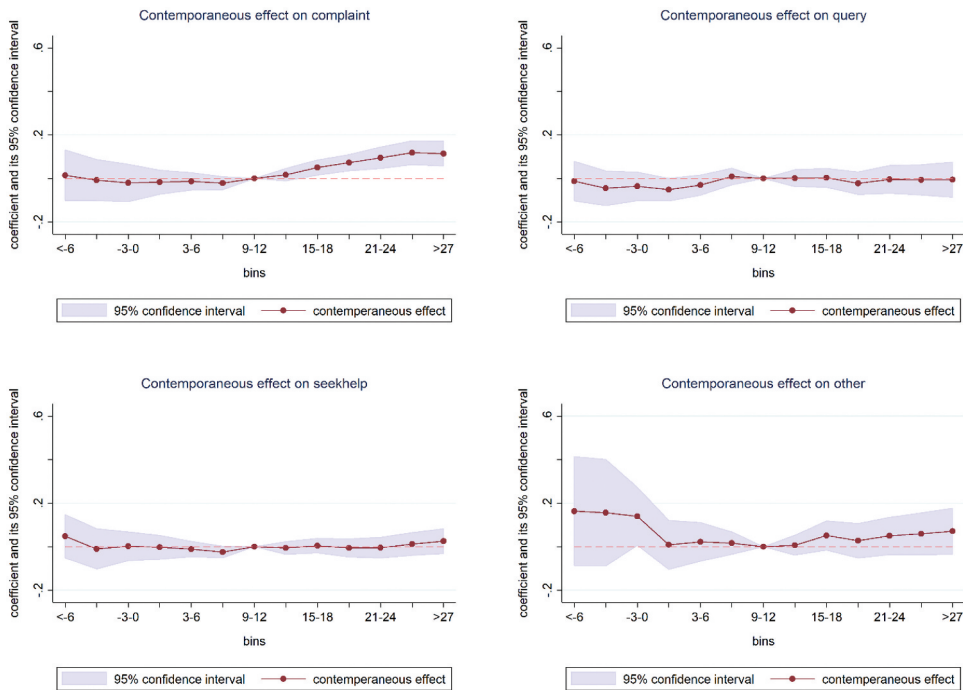 Contemporaneous effect on complaint
coefficient and its 95% confidence interval
.6
.2
-.2
<-6 -3-0 3-6 9-12 15-18 21-24 >27
bins
95% confidence interval contemperaneous effect
Contemporaneous effect on query
coefficient and its 95% confidence interval
.6
.2
-.2
<-6 -3-0 3-6 9-12 15-18 21-24 >27
bins
95% confidence interval contemperaneous effect
Contemporaneous effect on seekhelp
coefficient and its 95% confidence interval
.6
.2
-.2
<-6 -3-0 3-6 9-12 15-18 21-24 >27
bins
95% confidence interval contemperaneous effect
Contemporaneous effect on other
coefficient and its 95% confidence interval
.6
.2
-.2
<-6 -3-0 3-6 9-12 15-18 21-24 >27
bins
95% confidence interval contemperaneous effect